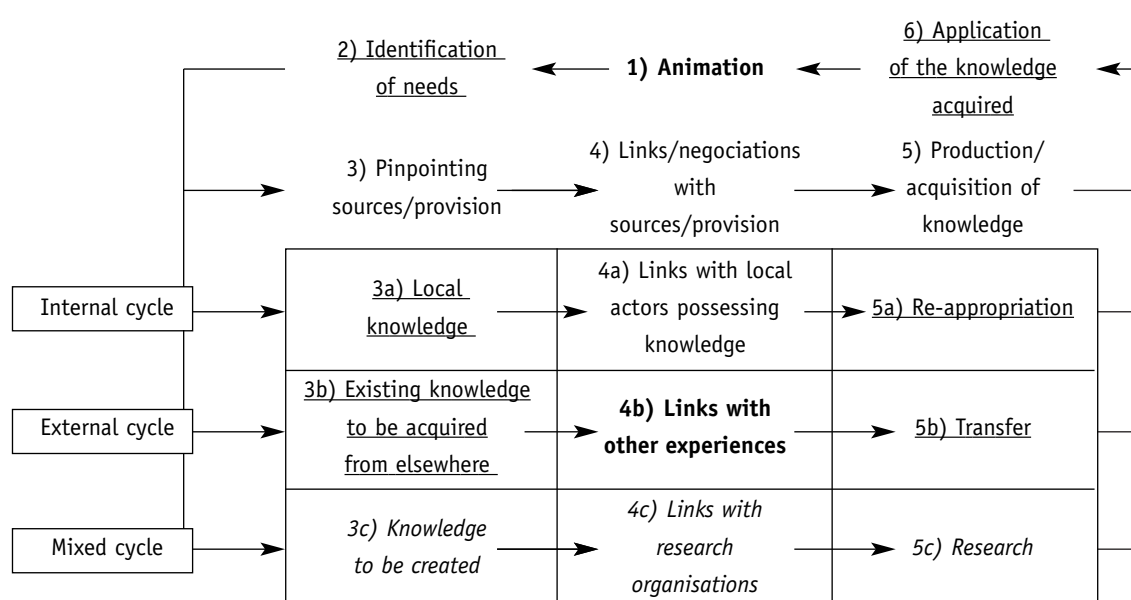 2) Identification
of needs
1) Animation
6) Application
of the knowledge
acquired
3) Pinpointing
sources/provision
4) Links/negociations
with
sources/provision
5) Production/
acquisition of
knowledge
Internal cycle
3a) Local
knowledge
4a) Links with local
actors possessing
knowledge
5a) Re-appropriation
External cycle
3b) Existing knowledge
to be acquired
from elsewhere
4b) Links with
other experiences
5b) Transfer
Mixed cycle
3c) Knowledge
to be created
4c) Links with
research
organisations
5c) Research